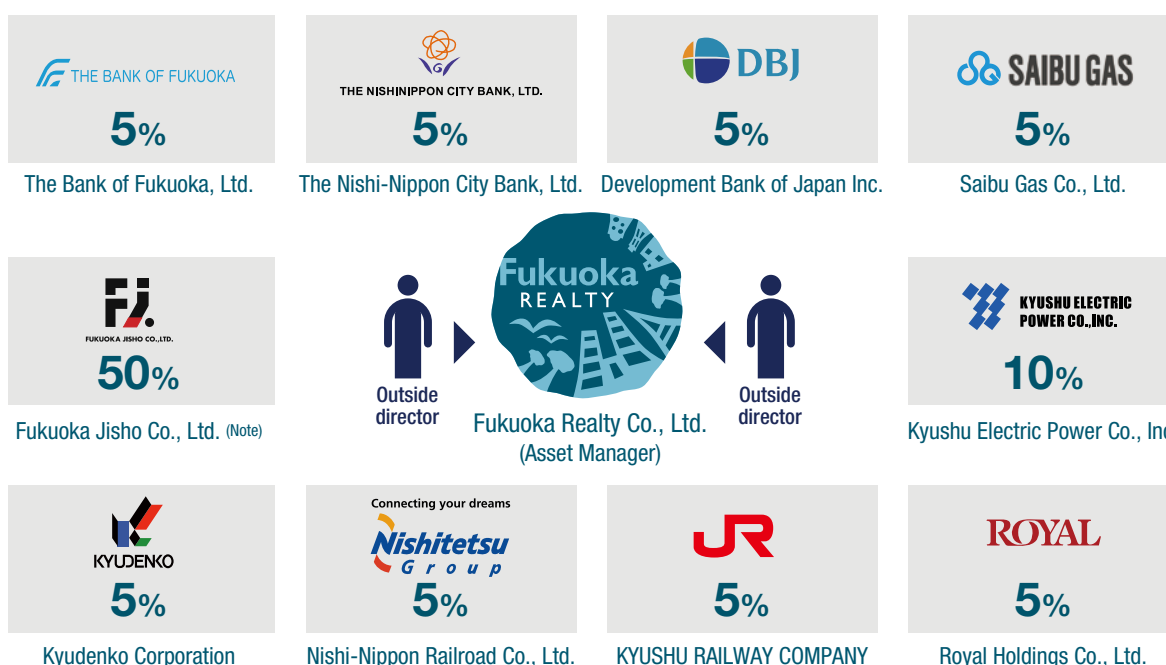 THE BANK OF FUKUOKA
5%
The Bank of Fukuoka, Ltd.
THE NISHINIPPON CITY BANK, LTD.
5%
The Nishi-Nippon City Bank, Ltd.
DBJ
5%
Development Bank of Japan Inc.
SAIBU GAS
5%
Saibu Gas Co., Ltd.
FJ.
FUKUOKA JISHO CO.,LTD.
50%
Fukuoka Jisho Co., Ltd. (Note)
Outside
director
Fukuoka
REALTY
Fukuoka Realty Co., Ltd.
(Asset Manager)
Outside
director
KYUSHU ELECTRIC
POWER CO.,INC.
10%
Kyushu Electric Power Co., Inc
KYUDENKO
5%
Kyudenko Corporation
Connecting your dreams
Nishitetsu
Group
5%
Nishi-Nippon Railroad Co., Ltd.
JR
5%
KYUSHU RAILWAY COMPANY
ROYAL
5%
Royal Holdings Co., Ltd.